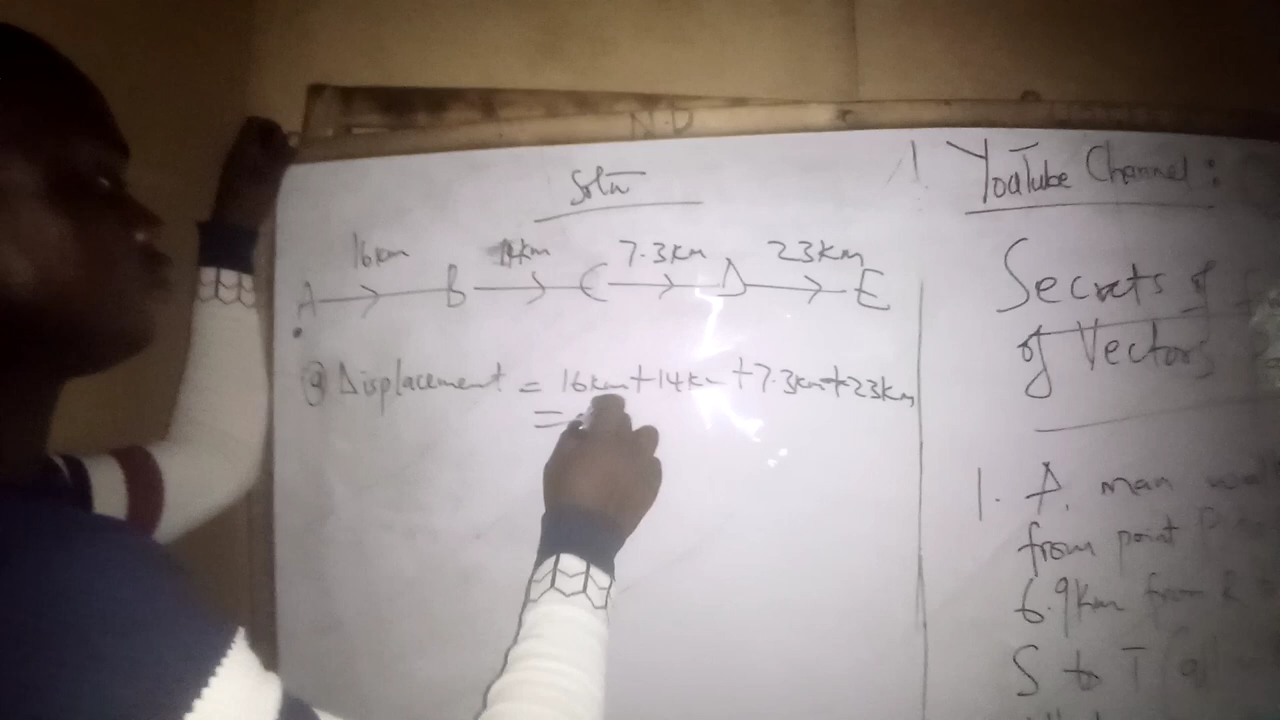 N.D
Soln
16km 14km 7.3km 23km
A B C D E
(a) Displacement = 16km+14km+7.3km+23km
=
YouTube Channel:
Secrets of
of Vectors
1. A man
from point
6.9km from R
S to T (a)